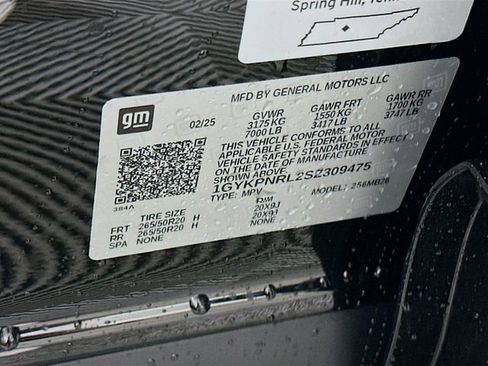 Spring Hill, Tenn
gm
MFD BY GENERAL MOTORS LLC
02/25 GVWR GAWR FRT GAWR RR
3175 KG 1550 KG 1700 KG
7000 LB 3417 LB 3747 LB
THIS VEHICLE CONFORMS TO ALL
APPLICABLE U.S. FEDERAL MOTOR
VEHICLE SAFETY STANDARDS IN EFFECT
ON THE DATE OF MANUFACTURE
SHOWN ABOVE.
TYPE: MPV MODEL:
384A
TIRE SIZE RIM
FRT 265/50R20 H 20X9J
RR 265/50R20 H 20X9J
SPA NONE NONE